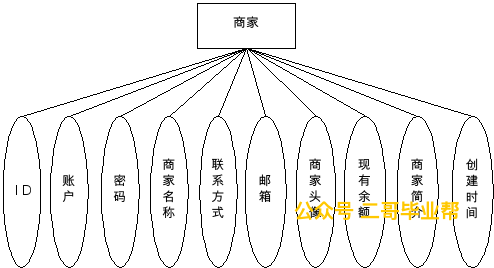 商家
ID
账户
密码
商家名称
联系方式
邮箱
商家头像
现有余额
商家简介
创建时间
公众号 二哥毕业帮